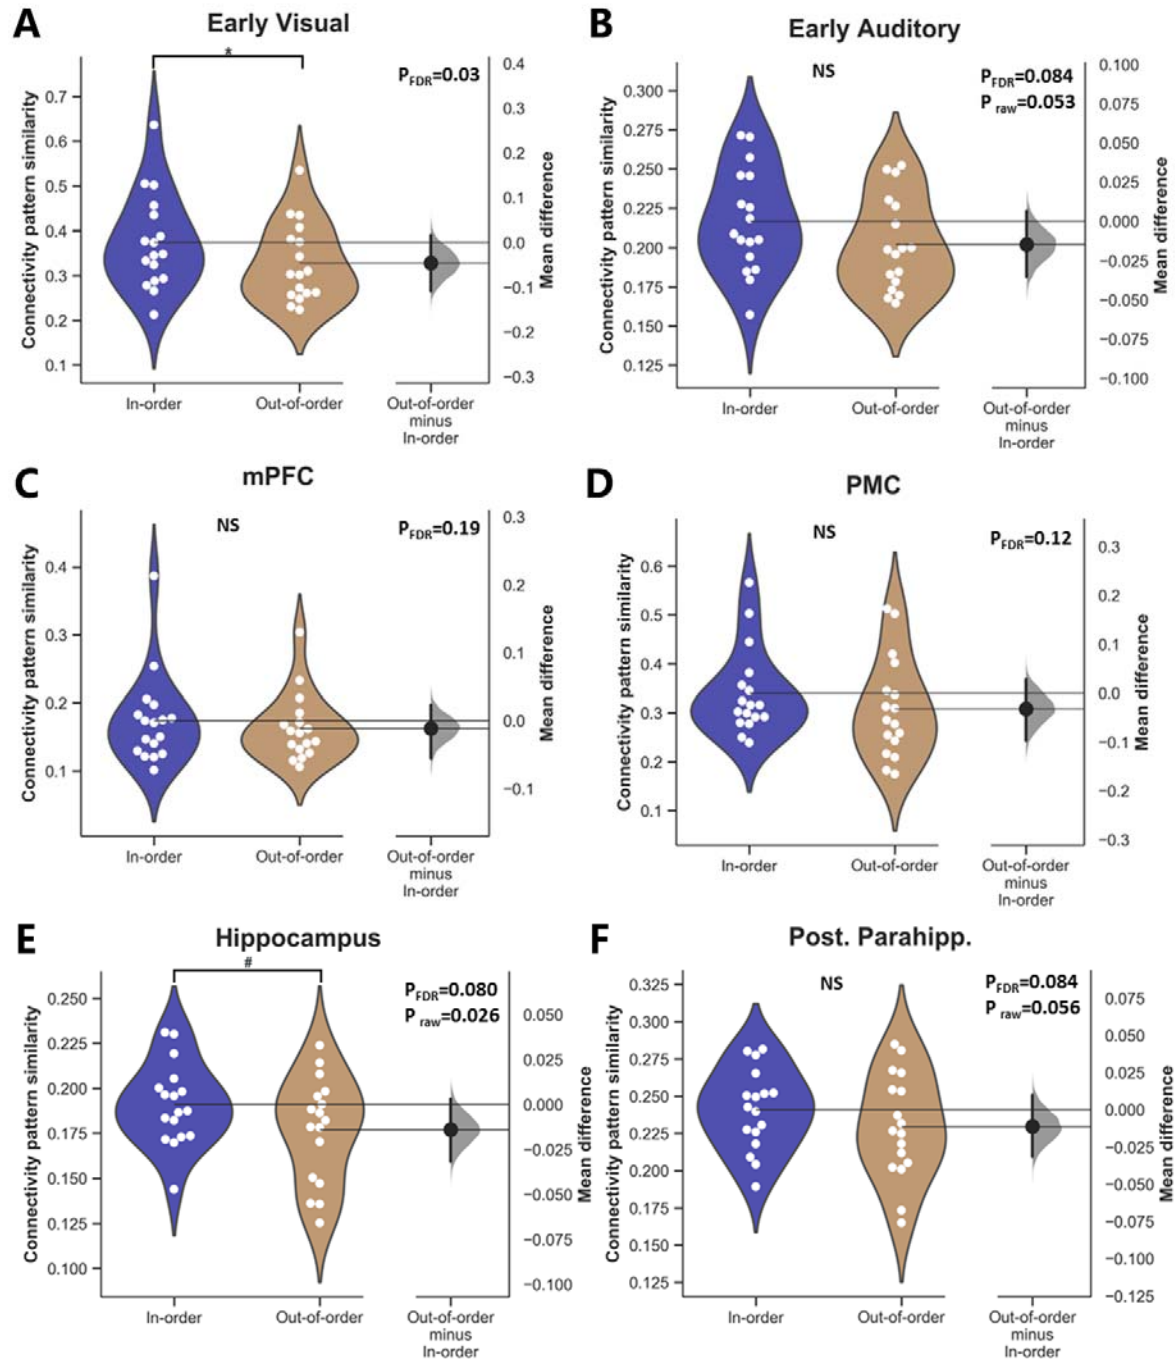 A
Early Visual
*
P_FDR=0.03
Connectivity pattern similarity
0.7
0.6
0.5
0.4
0.3
0.2
0.1
0.4
0.3
0.2
0.1
0.0
−0.1
−0.2
−0.3
Mean difference
In-order
Out-of-order
Out-of-order
minus
In-order
B
Early Auditory
NS
P_FDR=0.084
P raw=0.053
Connectivity pattern similarity
0.300
0.275
0.250
0.225
0.200
0.175
0.150
0.125
0.100
0.075
0.050
0.025
0.000
−0.025
−0.050
−0.075
−0.100
Mean difference
In-order
Out-of-order
Out-of-order
minus
In-order
C
mPFC
NS
P_FDR=0.19
Connectivity pattern similarity
0.4
0.3
0.2
0.1
0.3
0.2
0.1
0.0
−0.1
Mean difference
In-order
Out-of-order
Out-of-order
minus
In-order
D
PMC
NS
P_FDR=0.12
Connectivity pattern similarity
0.6
0.5
0.4
0.3
0.2
0.1
0.3
0.2
0.1
0.0
−0.1
−0.2
−0.3
Mean difference
In-order
Out-of-order
Out-of-order
minus
In-order
E
Hippocampus
#
P_FDR=0.080
P raw=0.026
Connectivity pattern similarity
0.250
0.225
0.200
0.175
0.150
0.125
0.100
0.050
0.025
0.000
−0.025
−0.050
−0.075
−0.100
Mean difference
In-order
Out-of-order
Out-of-order
minus
In-order
F
Post. Parahipp.
NS
P_FDR=0.084
P raw=0.056
Connectivity pattern similarity
0.325
0.300
0.275
0.250
0.225
0.200
0.175
0.150
0.125
0.075
0.050
0.025
0.000
−0.025
−0.050
−0.075
−0.100
−0.125
Mean difference
In-order
Out-of-order
Out-of-order
minus
In-order